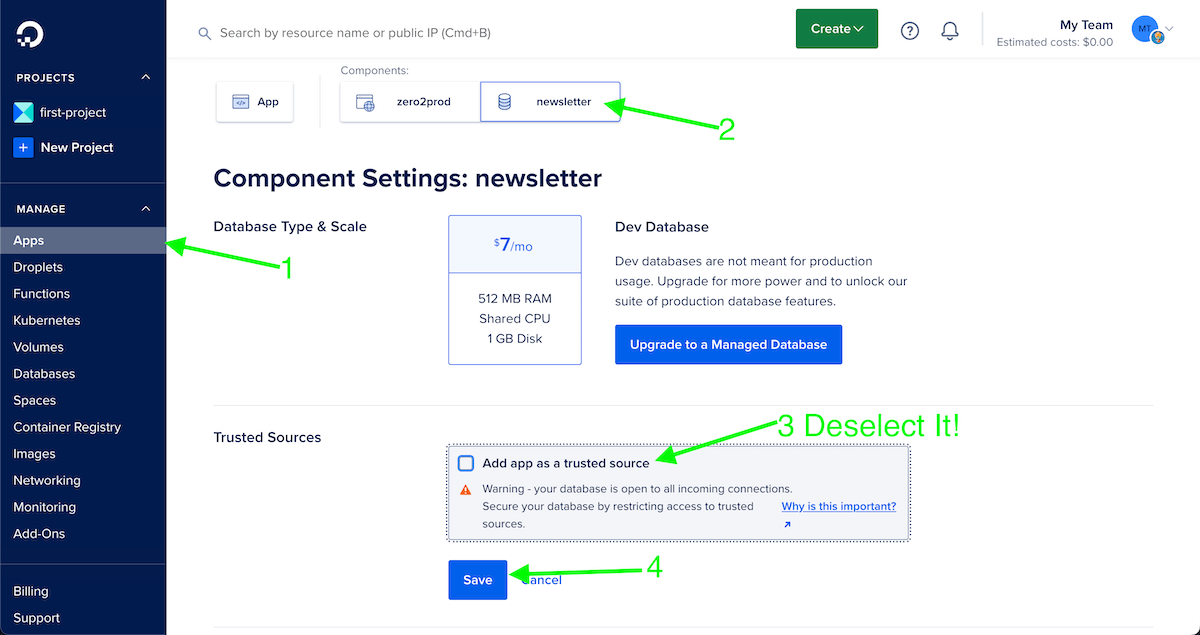 Search by resource name or public IP (Cmd+B)
Create
?
My Team
Estimated costs: $0.00
MT
PROJECTS
first-project
+ New Project
MANAGE
Apps
Droplets
Functions
Kubernetes
Volumes
Databases
Spaces
Container Registry
Images
Networking
Monitoring
Add-Ons
Billing
Support
1
Components:
App
zero2prod
newsletter
2
Component Settings: newsletter
Database Type & Scale
$7/mo
512 MB RAM
Shared CPU
1 GB Disk
Dev Database
Dev databases are not meant for production
usage. Upgrade for more power and to unlock our
suite of production database features.
Upgrade to a Managed Database
Trusted Sources
3 Deselect It!
Add app as a trusted source
Warning - your database is open to all incoming connections.
Secure your database by restricting access to trusted
sources.
Why is this important?
Save
Cancel
4